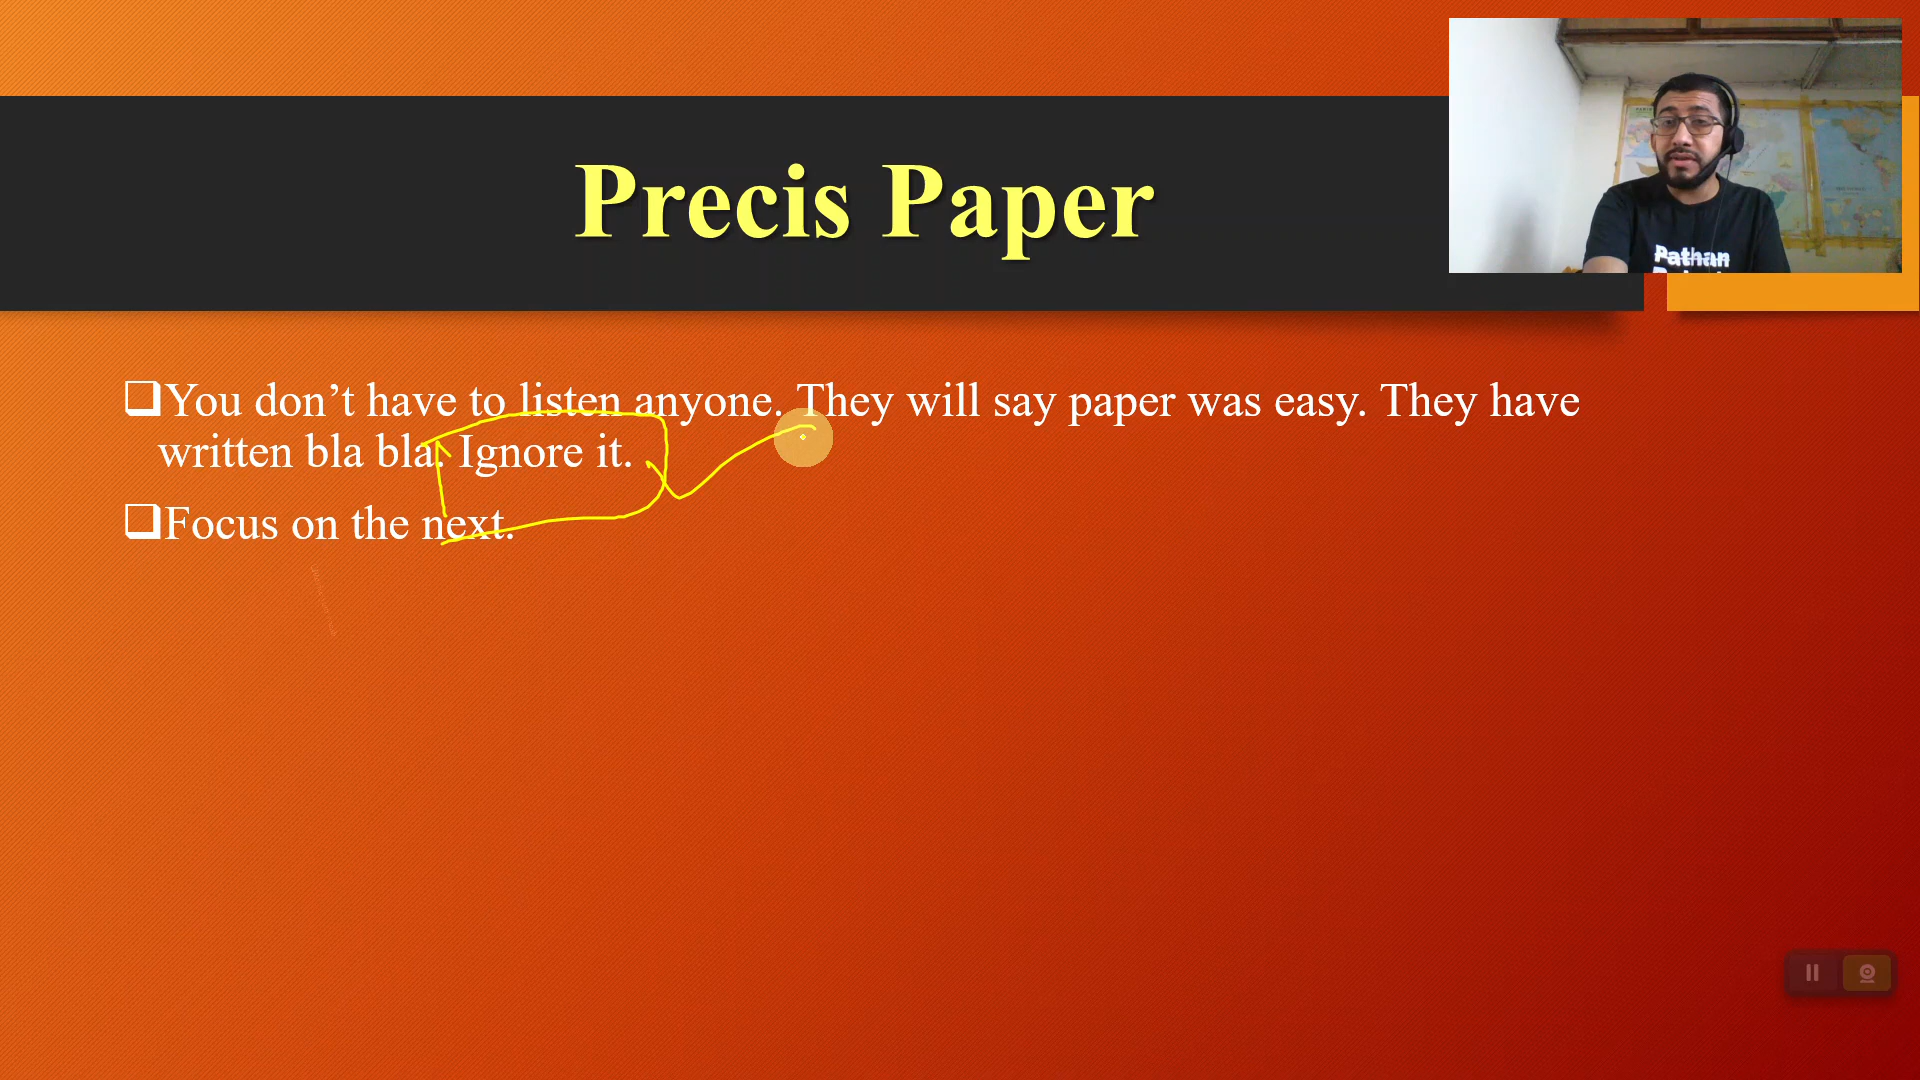 Precis Paper
Pathan
You don't have to listen anyone. They will say paper was easy. They have
written bla bla. Ignore it.
Focus on the next.